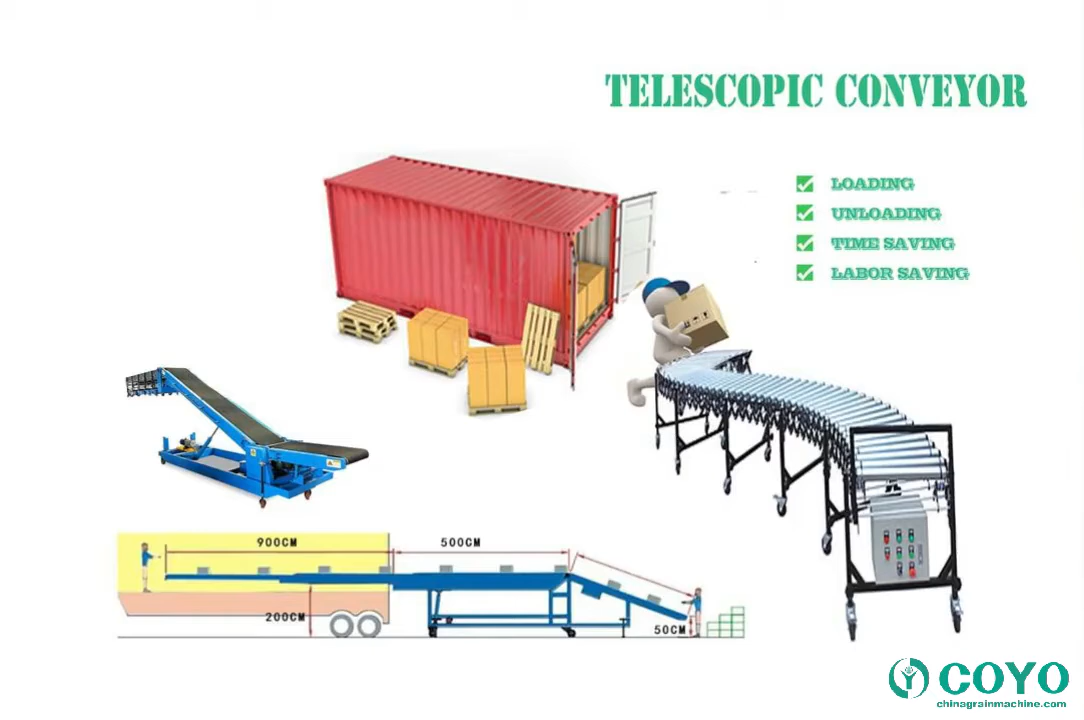 TELESCOPIC CONVEYOR
LOADING
UNLOADING
TIME SAVING
LABOR SAVING
900CM
500CM
200CM
50CM
COYO
chinagrainmachine.com